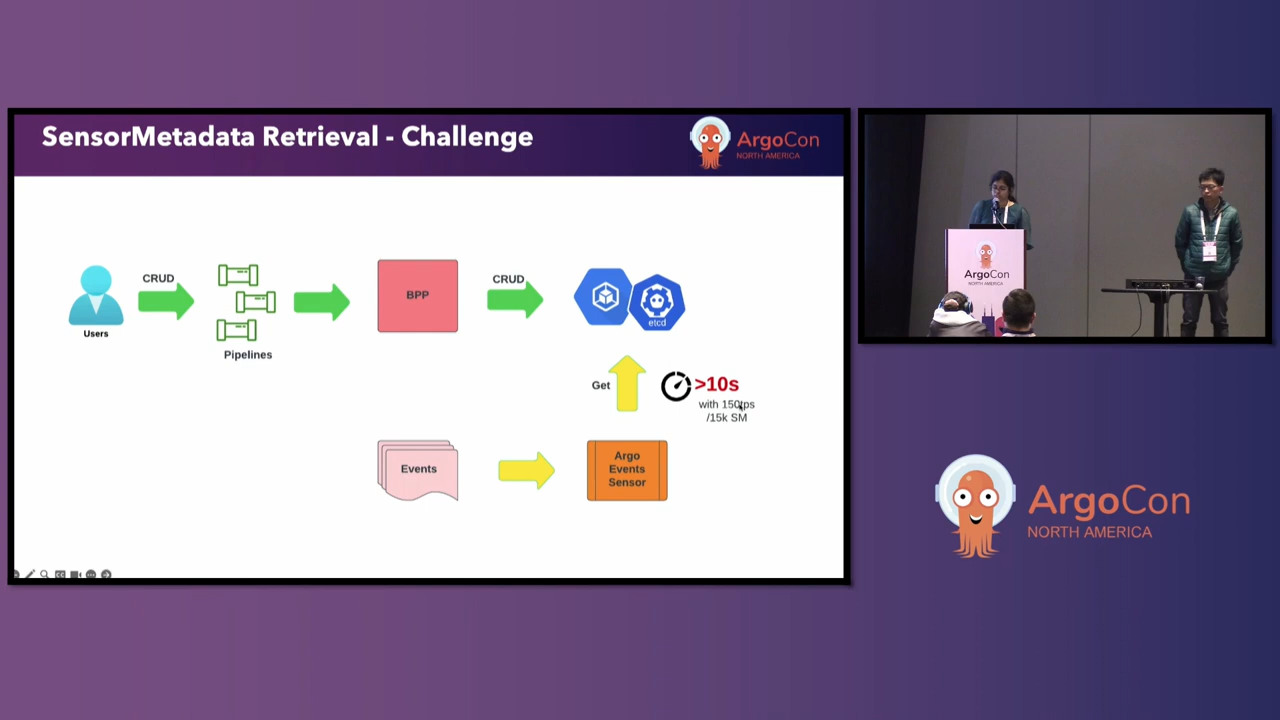 SensorMetadata Retrieval - Challenge
ArgoCon
NORTH AMERICA
CRUD
CRUD
BPP
etcd
Users
Pipelines
Get
>10s
with 150tps
/15k SM
Events
Argo
Events
Sensor
ArgoCon
NORTH AMERICA
ArgoCon
NORTH AMERICA